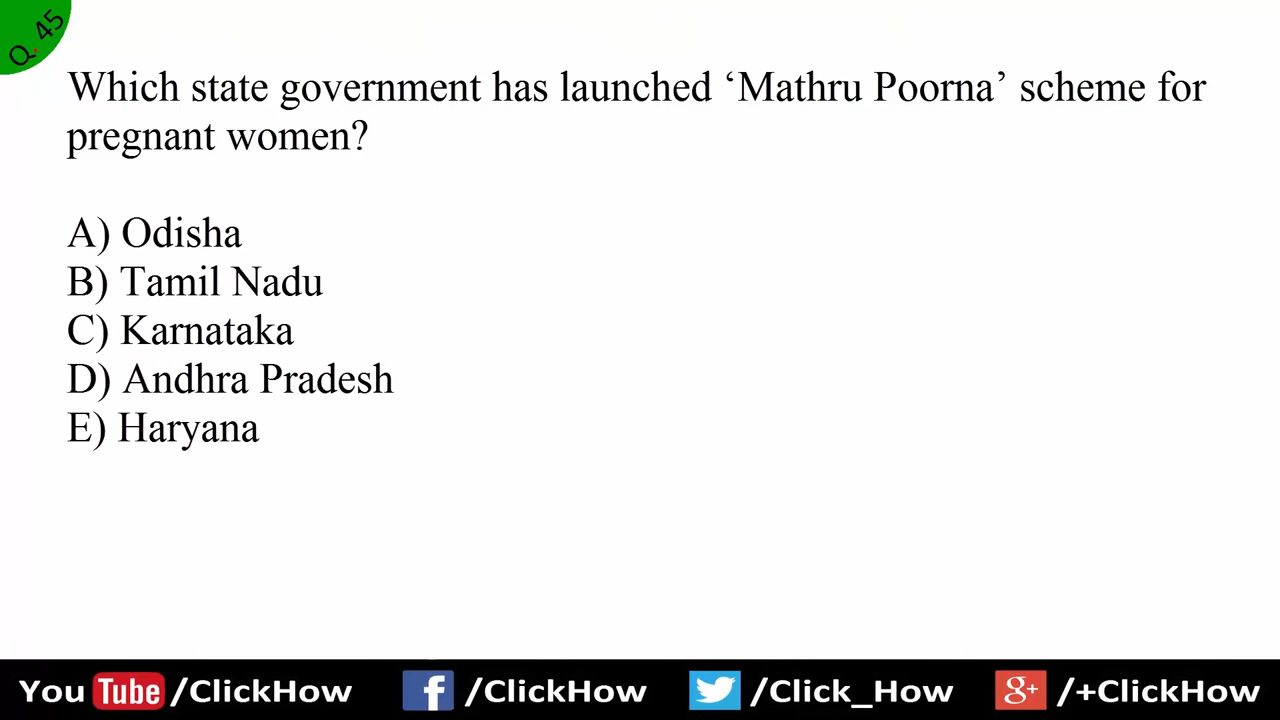 Q. 45
Which state government has launched ‘Mathru Poorna’ scheme for
pregnant women?
A) Odisha
B) Tamil Nadu
C) Karnataka
D) Andhra Pradesh
E) Haryana
You Tube /ClickHow f /ClickHow /Click_How g+ /+ClickHow